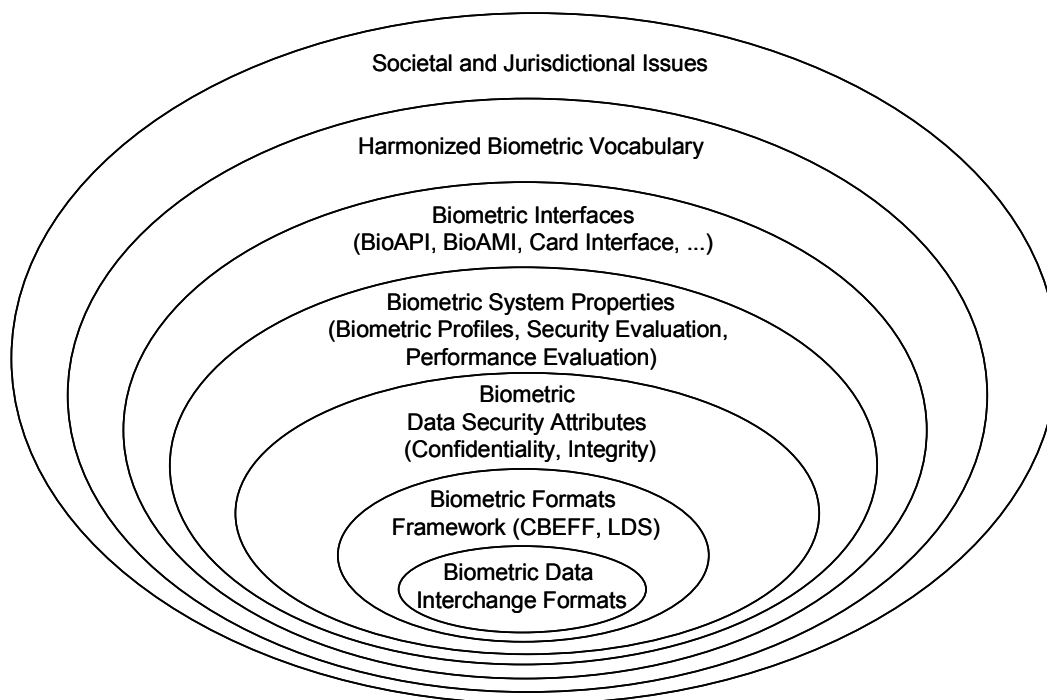 Societal and Jurisdictional Issues
Harmonized Biometric Vocabulary
Biometric Interfaces
(BioAPI, BioAMI, Card Interface, ...)
Biometric System Properties
(Biometric Profiles, Security Evaluation,
Performance Evaluation)
Biometric
Data Security Attributes
(Confidentiality, Integrity)
Biometric Formats
Framework (CBEFF, LDS)
Biometric Data
Interchange Formats